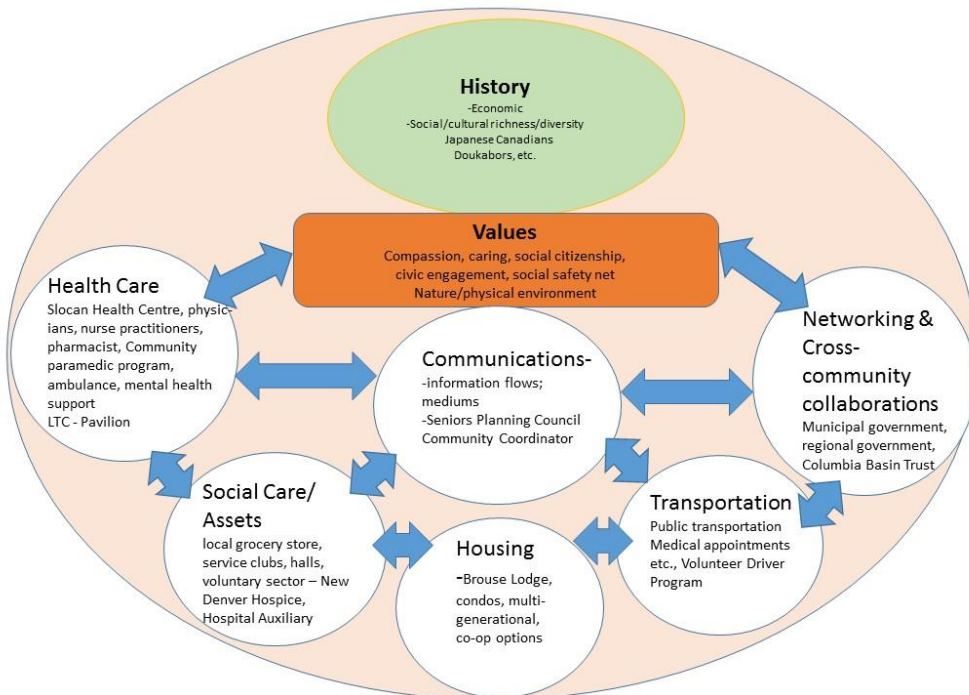 History
-Economic
-Social/cultural richness/diversity
Japanese Canadians
Doukabors, etc.
Values
Compassion, caring, social citizenship,
civic engagement, social safety net
Nature/physical environment
Health Care
Slocan Health Centre, physic-
ians, nurse practitioners,
pharmacist, Community
paramedic program,
ambulance, mental health
support
LTC - Pavilion
Communications-
-information flows;
mediums
-Seniors Planning Council
Community Coordinator
Networking &
Cross-
community
collaborations
Municipal government,
regional government,
Columbia Basin Trust
Social Care/
Assets
local grocery store,
service clubs, halls,
voluntary sector – New
Denver Hospice,
Hospital Auxiliary
Housing
-Brouse Lodge,
condos, multi-
generational,
co-op options
Transportation
Public transportation
Medical appointments
etc., Volunteer Driver
Program